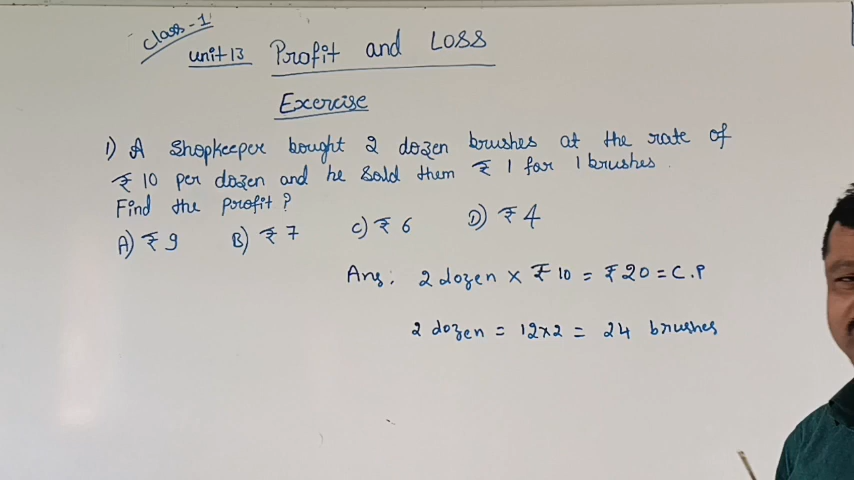 class-1
unit 13 Profit and LOSS
Exercise
1) A Shopkeeper bought 2 dozen brushes at the rate of
₹ 10 per dozen and he sold them ₹ 1 for 1 brushes.
Find the profit?
A) ₹ 9 B) ₹ 7 C) ₹ 6 D) ₹ 4
Ans: 2 dozen × ₹ 10 = ₹ 20 = C.P
2 dozen = 12×2 = 24 brushes